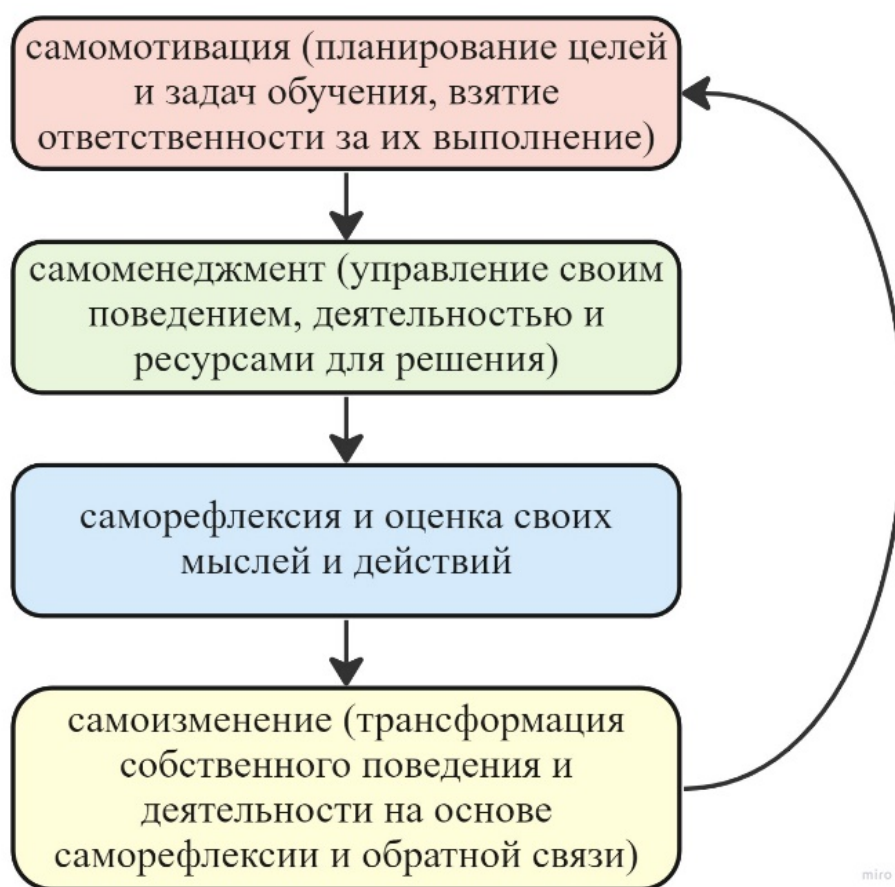 самомотивация (планирование целей
и задач обучения, взятие
ответственности за их выполнение)
самоменеджмент (управление своим
поведением, деятельностью и
ресурсами для решения)
саморефлексия и оценка своих
мыслей и действий
самоизменение (трансформация
собственного поведения и
деятельности на основе
саморефлексии и обратной связи)
miro